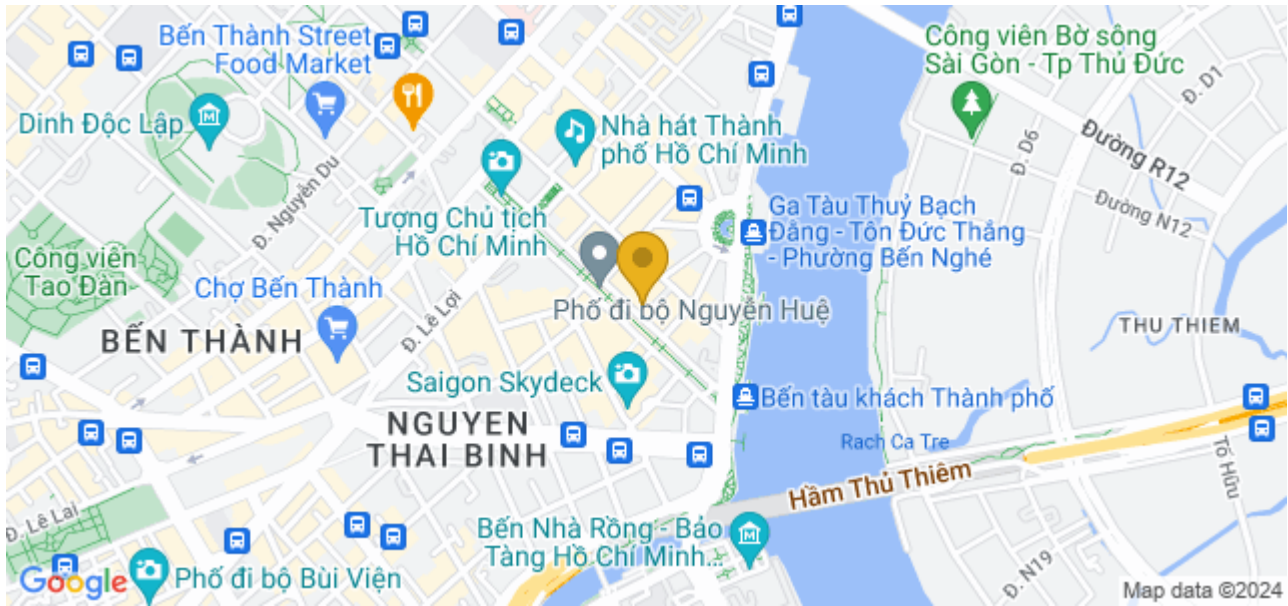 Bến Thành Street
Food Market
Công viên Bờ sông
Sài Gòn - Tp Thủ Đức
Đ. D1
Dinh Độc Lập
Nhà hát Thành
phố Hồ Chí Minh
Đ. D6
Đường R12
Đ. Nguyễn Du
Tượng Chủ tịch
Hồ Chí Minh
Ga Tàu Thuỷ Bạch
Đằng - Tôn Đức Thắng
- Phường Bến Nghé
Đường N12
Công viên
Tao Đàn
Chợ Bến Thành
Đ. Lê Lợi
Phố đi bộ Nguyễn Huệ
THU THIEM
BẾN THÀNH
Saigon Skydeck
Bến tàu khách Thành phố
NGUYEN
THAI BINH
Rach Ca Tre
Tố Hữu
Hầm Thủ Thiêm
Đ. Lê Lai
Bến Nhà Rồng - Bảo
Tàng Hồ Chí Minh...
Đ. N19
Google
Phố đi bộ Bùi Viện
Map data ©2024